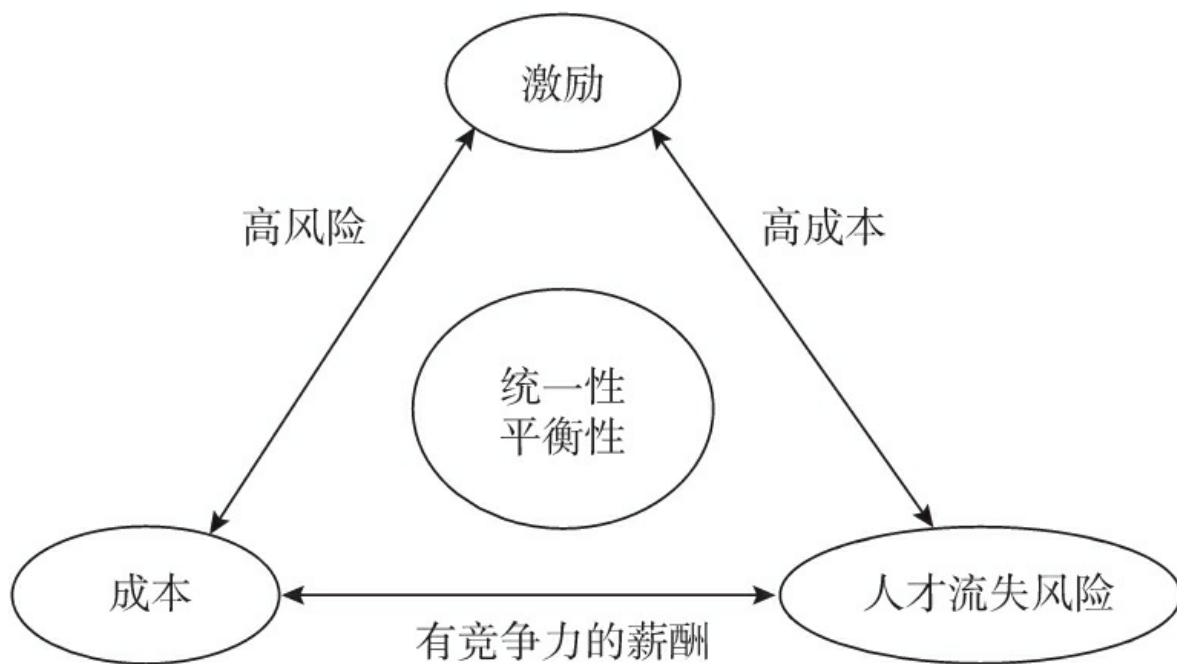 激励
高风险
高成本
统一性
平衡性
成本
人才流失风险
有竞争力的薪酬